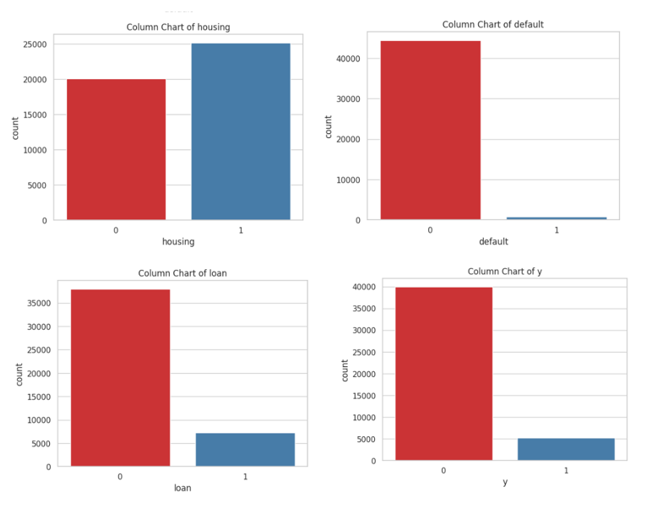 Column Chart of housing
25000
20000
15000
10000
5000
0
count
0 1
housing
Column Chart of default
40000
30000
20000
10000
0
count
0 1
default
Column Chart of loan
35000
30000
25000
20000
15000
10000
5000
0
count
0 1
loan
Column Chart of y
40000
35000
30000
25000
20000
15000
10000
5000
0
count
0 1
y